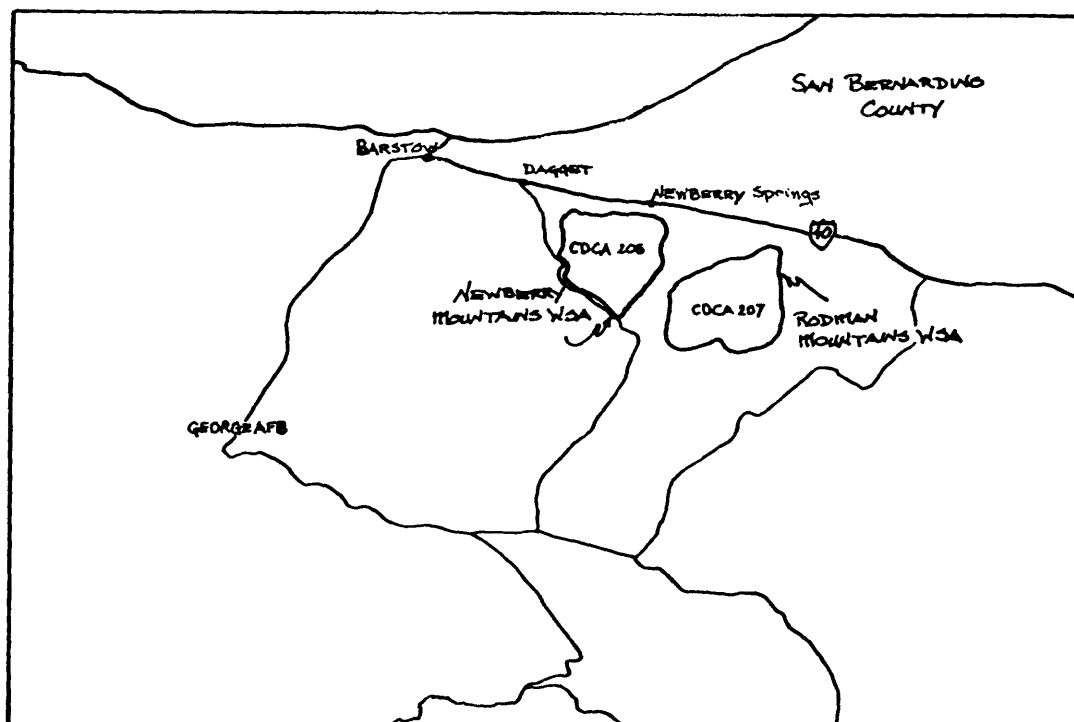 SAN BERNARDINO
COUNTY
BARSTOW
DAGGET
NEWBERRY Springs
40
CDCA 206
NEWBERRY
MOUNTAINS WSA
CDCA 207
RODMAN
MOUNTAINS WSA
GEORGE AFB